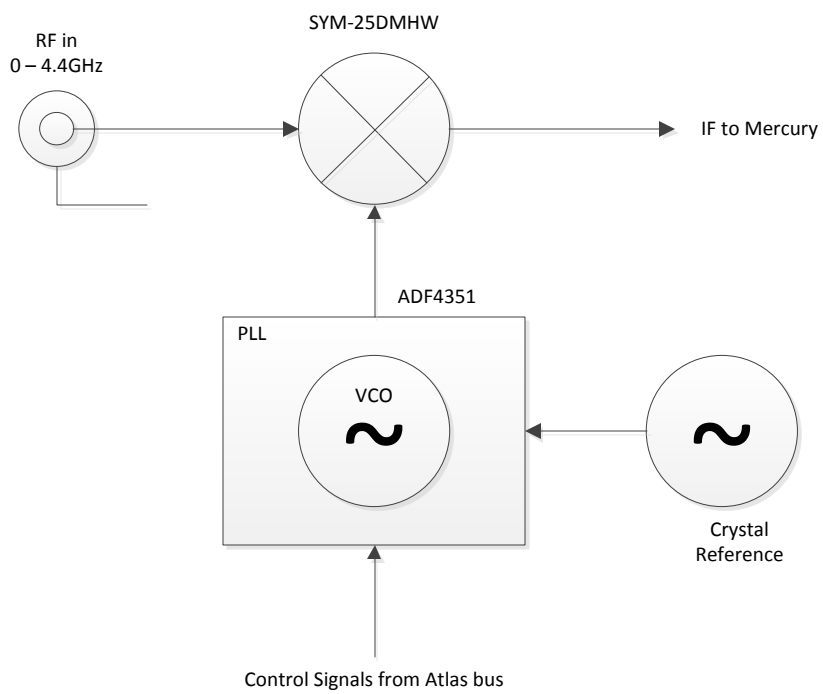 SYM-25DMHW
RF in
0 – 4.4GHz
IF to Mercury
ADF4351
PLL
VCO
Crystal
Reference
Control Signals from Atlas bus